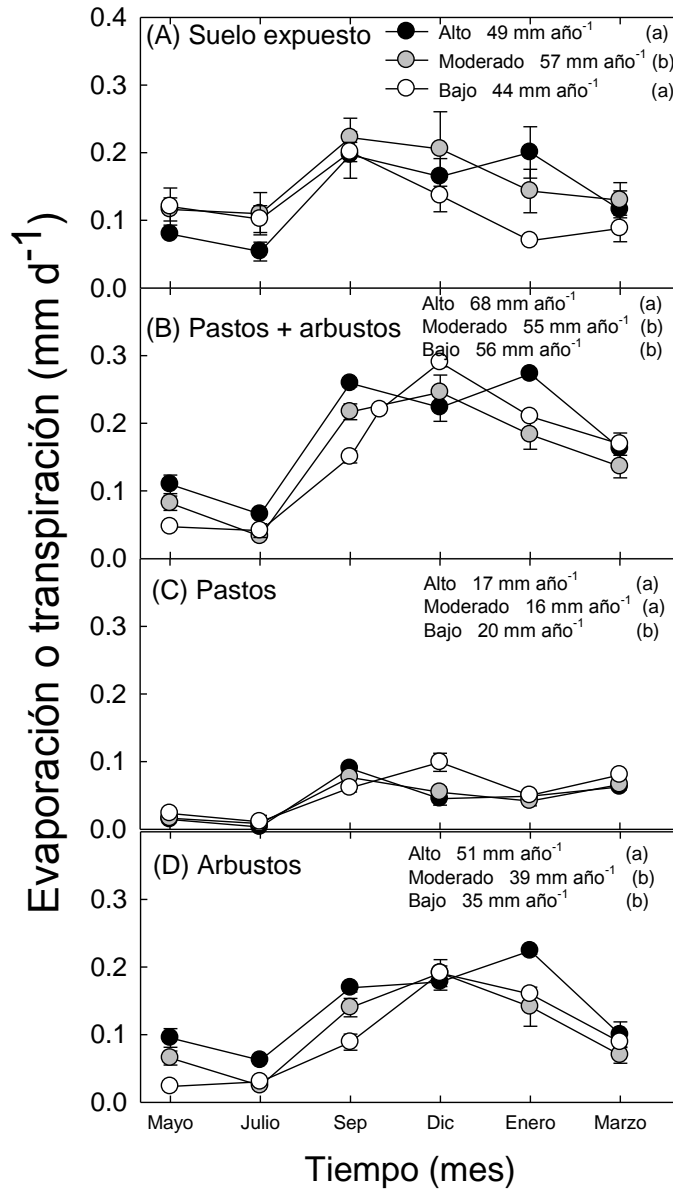 Evaporación o transpiración (mm d⁻¹)
0.4
0.3
0.2
0.1
0.0
(A) Suelo expuesto
Alto 49 mm año⁻¹ (a)
Moderado 57 mm año⁻¹ (b)
Bajo 44 mm año⁻¹ (a)
0.3
0.2
0.1
0.0
(B) Pastos + arbustos
Alto 68 mm año⁻¹ (a)
Moderado 55 mm año⁻¹ (b)
Bajo 56 mm año⁻¹ (b)
0.3
0.2
0.1
0.0
(C) Pastos
Alto 17 mm año⁻¹ (a)
Moderado 16 mm año⁻¹ (a)
Bajo 20 mm año⁻¹ (b)
0.3
0.2
0.1
0.0
(D) Arbustos
Alto 51 mm año⁻¹ (a)
Moderado 39 mm año⁻¹ (b)
Bajo 35 mm año⁻¹ (b)
Mayo Julio Sep Dic Enero Marzo
Tiempo (mes)